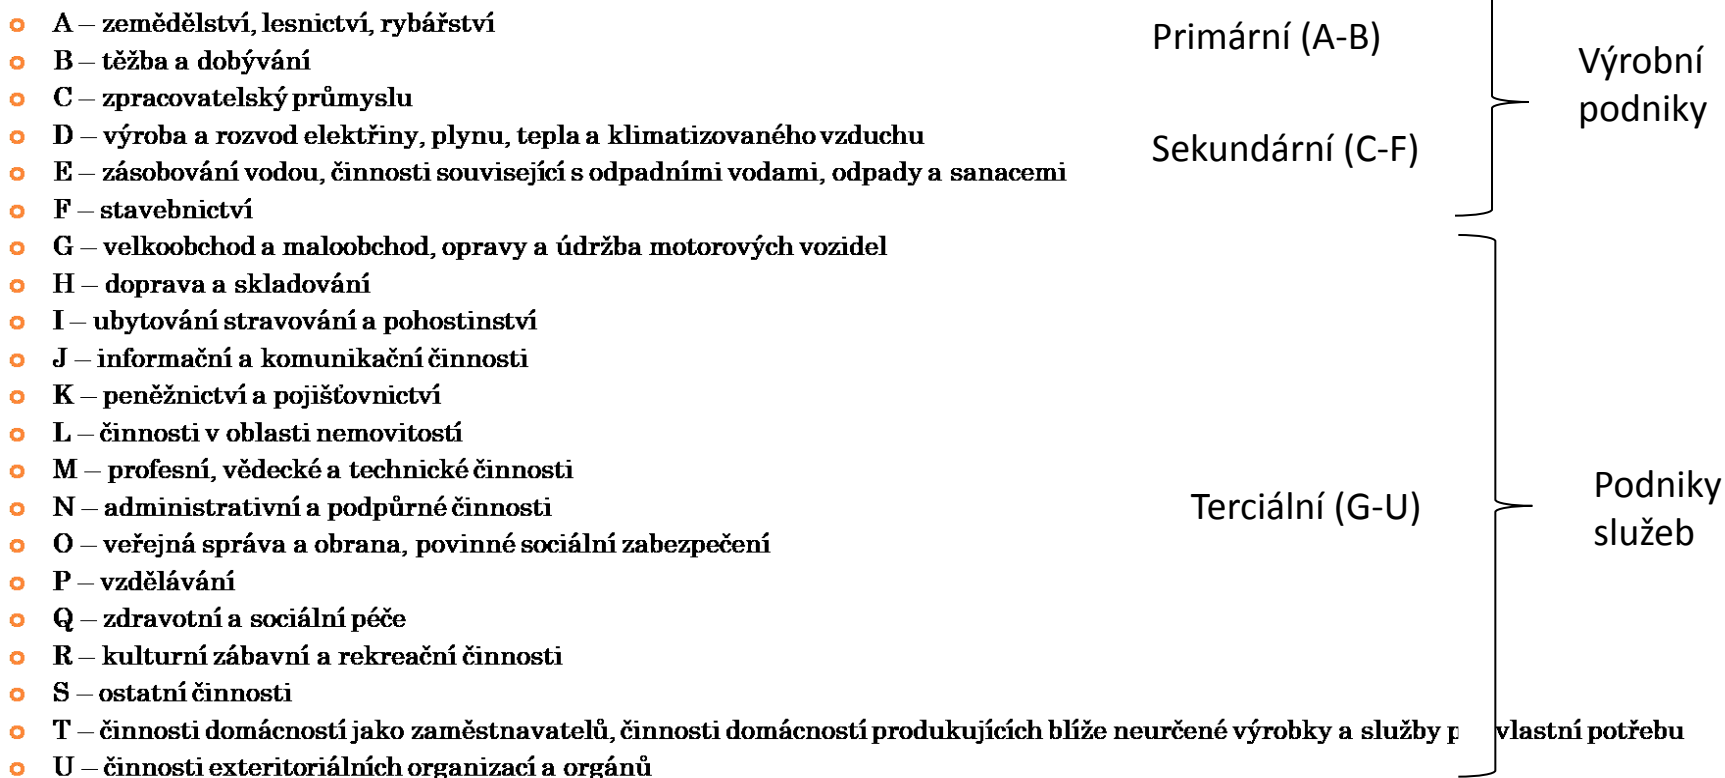 A – zemědělství, lesnictví, rybářství
B – těžba a dobývání
C – zpracovatelský průmyslu
D – výroba a rozvod elektřiny, plynu, tepla a klimatizovaného vzduchu
E – zásobování vodou, činnosti související s odpadními vodami, odpady a sanacemi
F – stavebnictví
G – velkoobchod a maloobchod, opravy a údržba motorových vozidel
H – doprava a skladování
I – ubytování stravování a pohostinství
J – informační a komunikační činnosti
K – peněžnictví a pojišťovnictví
L – činnosti v oblasti nemovitostí
M – profesní, vědecké a technické činnosti
N – administrativní a podpůrné činnosti
O – veřejná správa a obrana, povinné sociální zabezpečení
P – vzdělávání
Q – zdravotní a sociální péče
R – kulturní zábavní a rekreační činnosti
S – ostatní činnosti
T – činnosti domácností jako zaměstnavatelů, činnosti domácností produkujících blíže neurčené výrobky a služby vlastní potřebu
U – činnosti exteritoriálních organizací a orgánů
Primární (A-B)
Sekundární (C-F)
Terciální (G-U)
Výrobní
podniky
Podniky
služeb